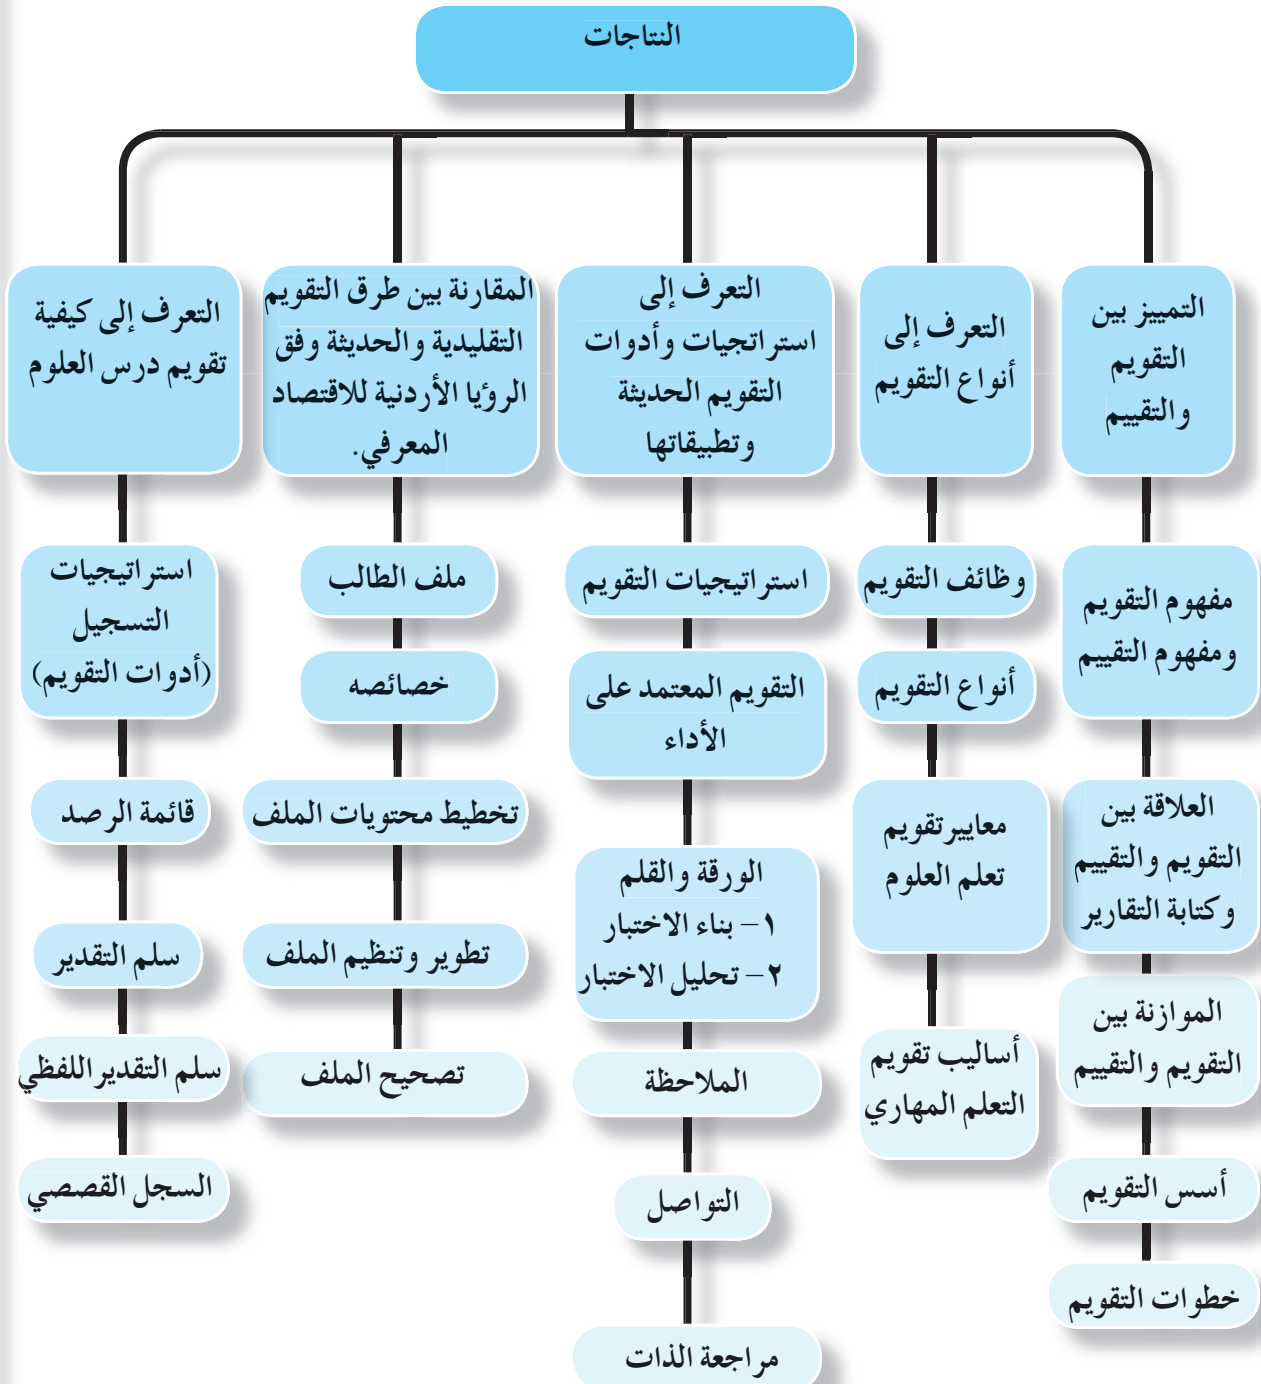 النتاجات
التمييز بين
التقويم
والتقييم
مفهوم التقويم
ومفهوم التقييم
العلاقة بين
التقويم والتقييم
وكتابة التقارير
الموازنة بين
التقويم والتقييم
أسس التقويم
خطوات التقويم
التعرف إلى
أنواع التقويم
وظائف التقويم
أنواع التقويم
معايير تقويم
تعلم العلوم
أساليب تقويم
التعلم المهاري
التعرف إلى
استراتجيات وأدوات
التقويم الحديثة
وتطبيقاتها
استراتيجيات التقويم
التقويم المعتمد على
الأداء
الورقة والقلم
١– بناء الاختبار
٢– تحليل الاختبار
الملاحظة
التواصل
مراجعة الذات
المقارنة بين طرق التقويم
التقليدية والحديثة وفق
الرؤيا الأردنية للاقتصاد
المعرفي.
ملف الطالب
خصائصه
تخطيط محتويات الملف
تطوير وتنظيم الملف
تصحيح الملف
التعرف إلى كيفية
تقويم درس العلوم
استراتيجيات
التسجيل
(أدوات التقويم)
قائمة الرصد
سلم التقدير
سلم التقدير اللفظي
السجل القصصي